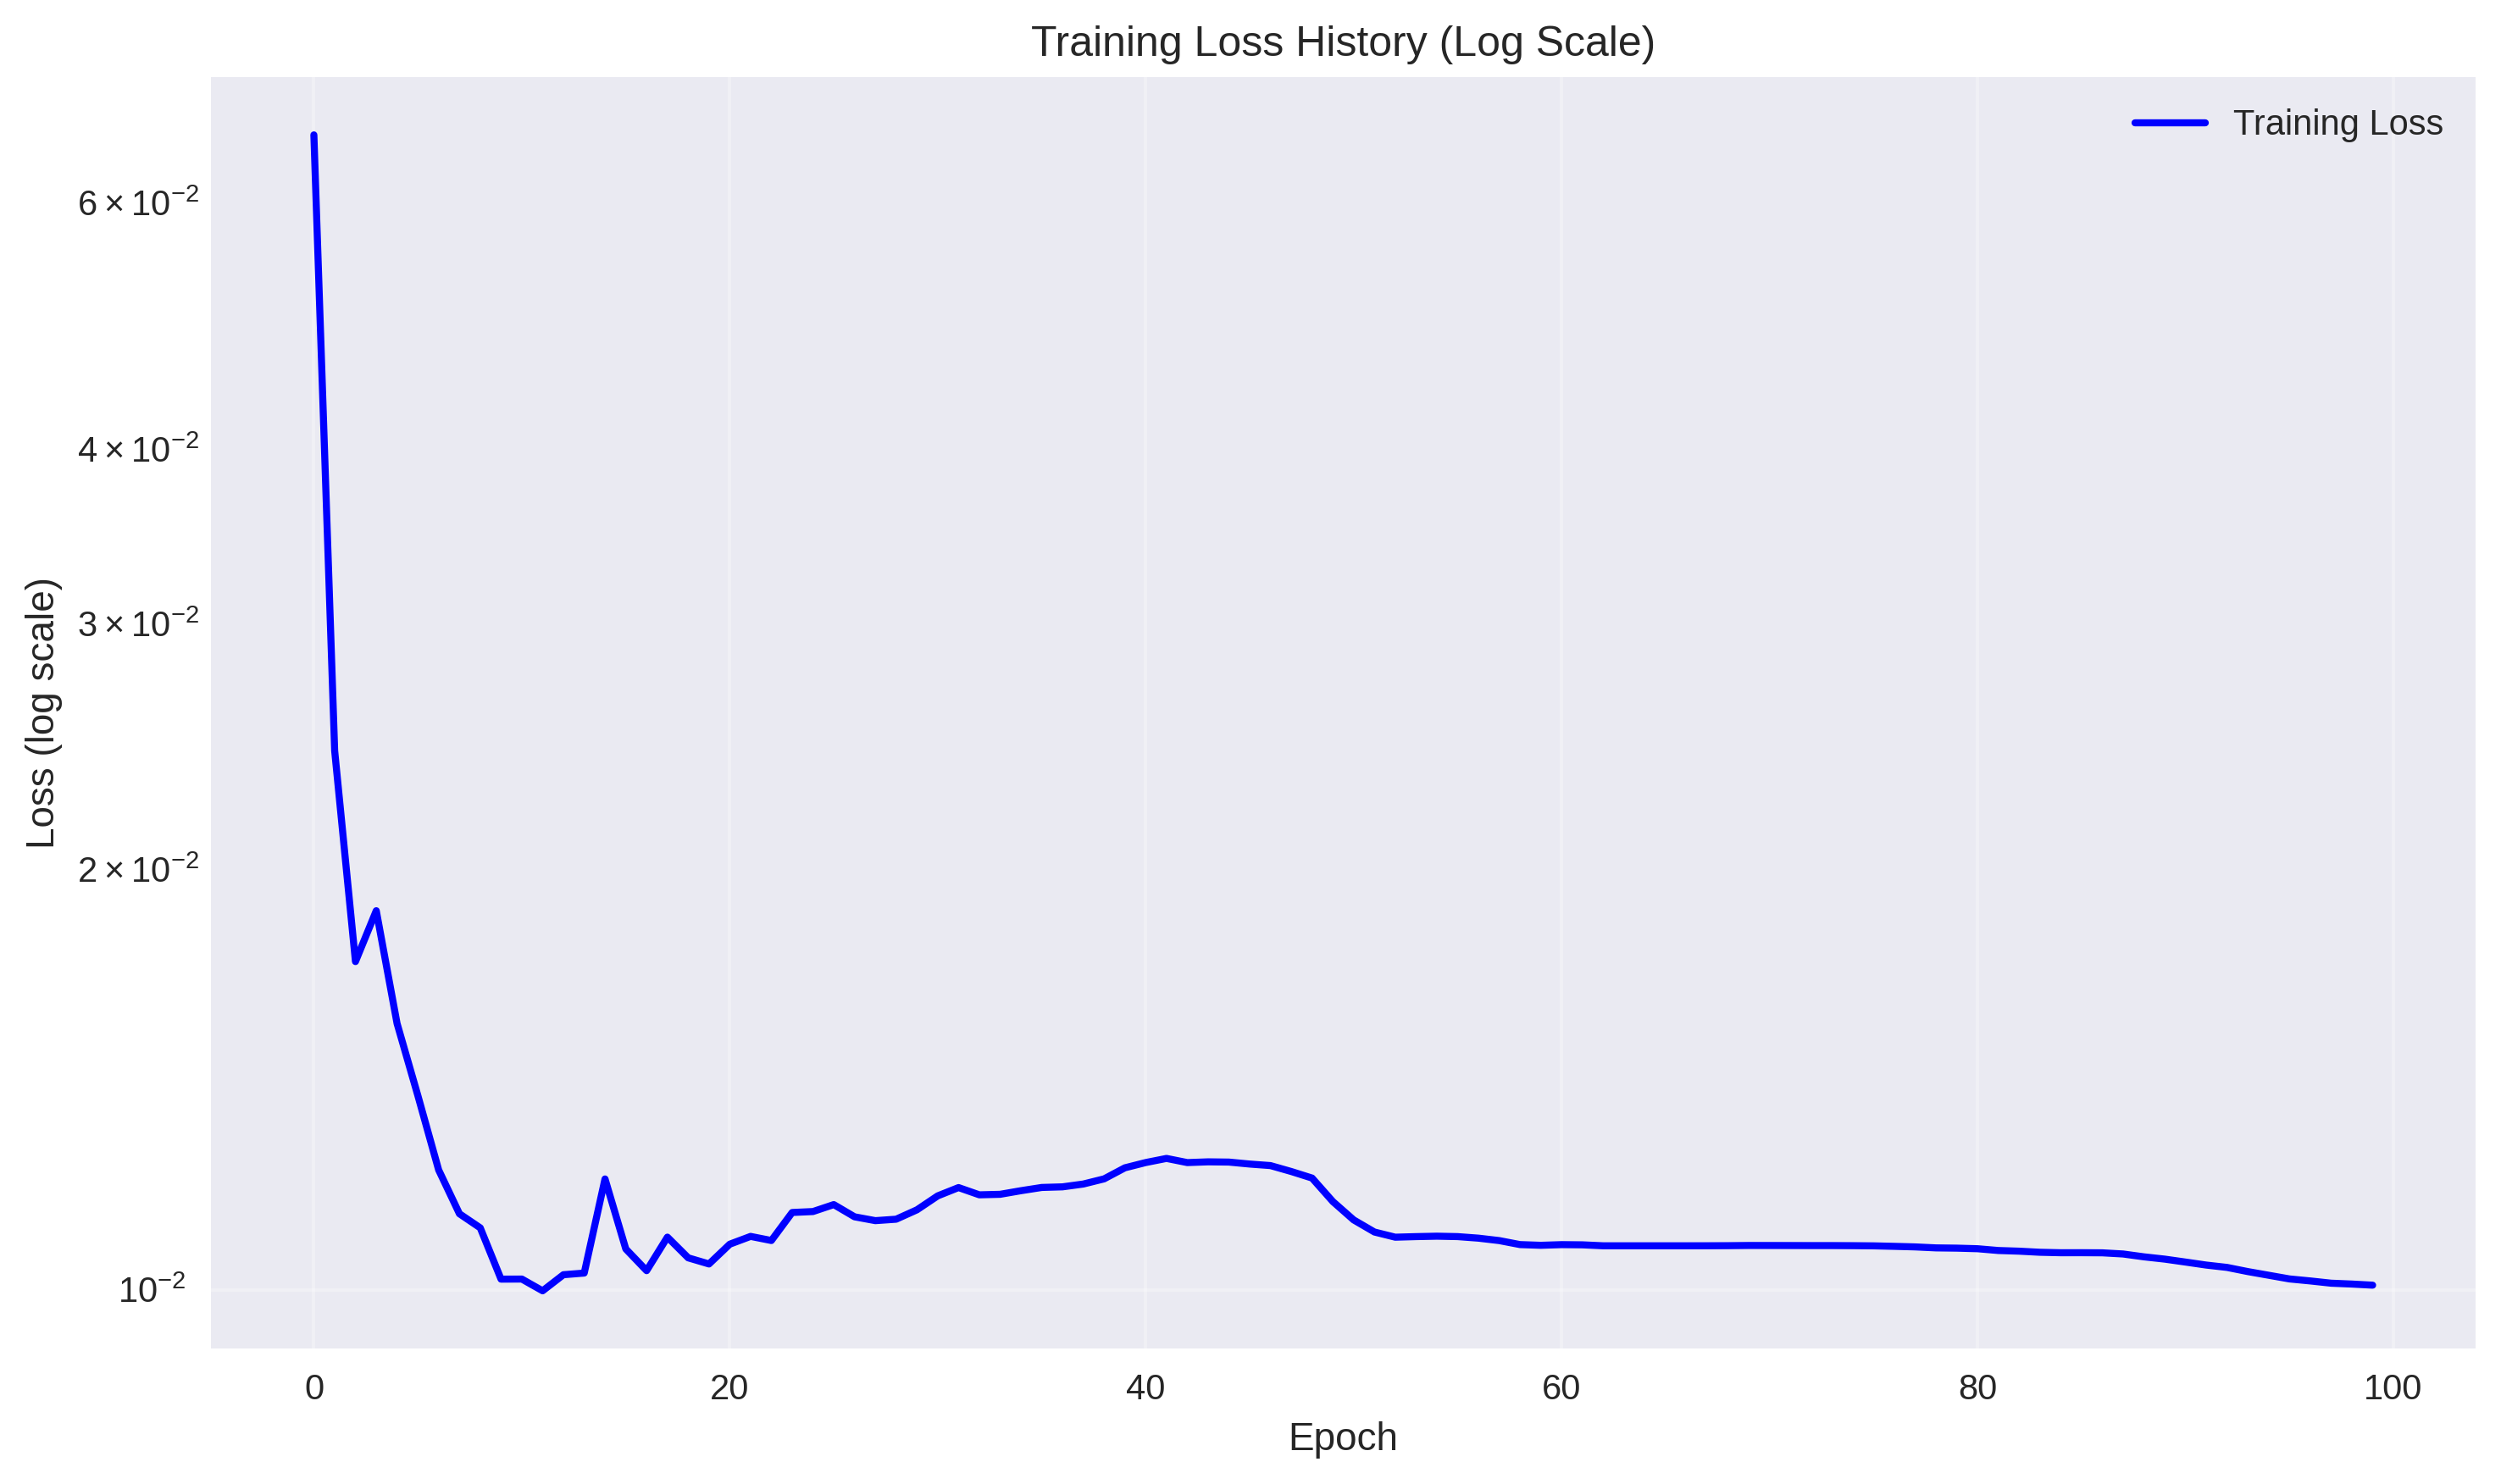 Training Loss History (Log Scale)
Training Loss
6 × 10⁻²
4 × 10⁻²
3 × 10⁻²
2 × 10⁻²
10⁻²
Loss (log scale)
0 20 40 60 80 100
Epoch